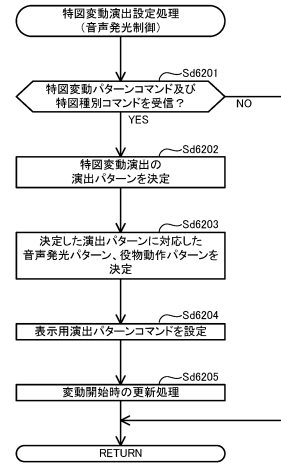 特図変動演出設定処理
（音声発光制御）
Sd6201
特図変動パターンコマンド及び
特図種別コマンドを受信？
NO
YES
Sd6202
特図変動演出の
演出パターンを決定
Sd6203
決定した演出パターンに対応した
音声発光パターン、役物動作パターンを
決定
Sd6204
表示用演出パターンコマンドを設定
Sd6205
変動開始時の更新処理
RETURN